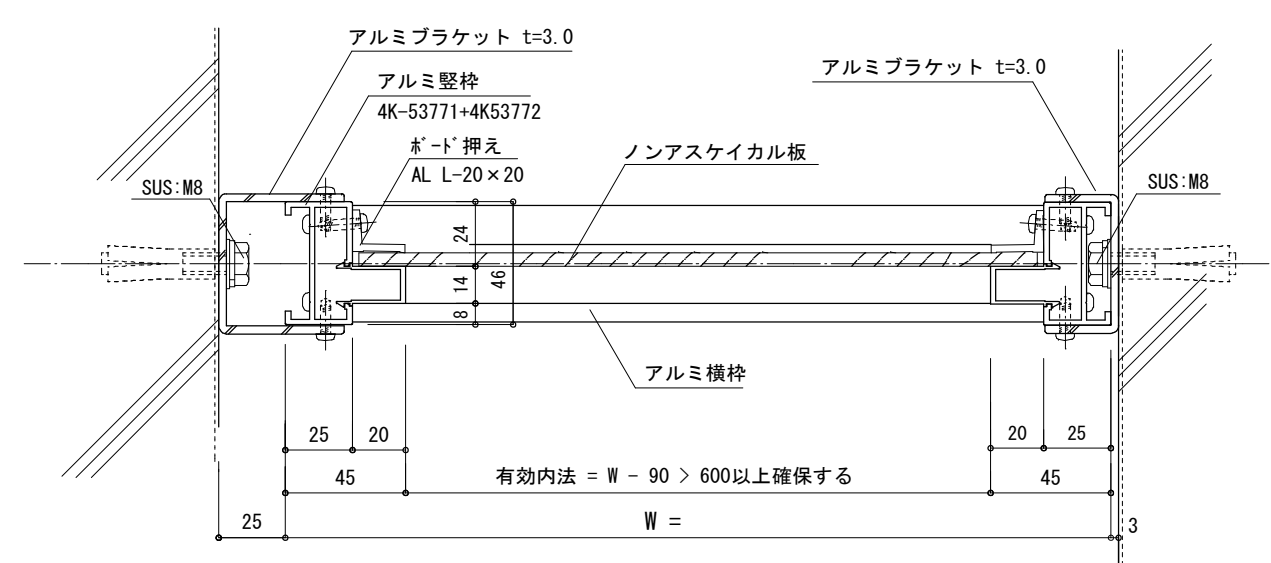 アルミブラケット t=3.0
アルミブラケット t=3.0
アルミ竪枠
4K-53771+4K53772
ボード押え
AL L-20×20
ノンアスケイカル板
SUS:M8
SUS:M8
24
14
46
8
アルミ横枠
25
20
20
25
45
有効内法 = W - 90 > 600以上確保する
45
25
W =
3